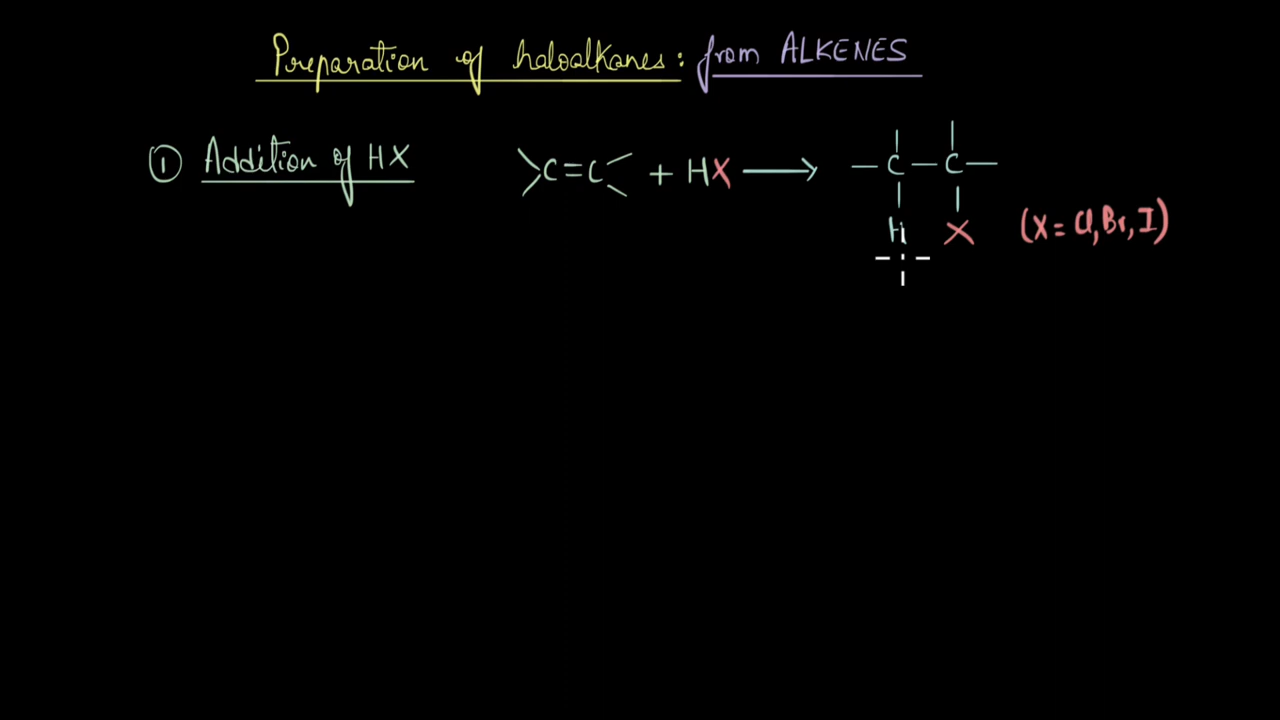 Preparation of haloalkanes: from ALKENES
① Addition of HX >C=C< + HX ⟶ —C—C—
H X (X = Cl, Br, I)